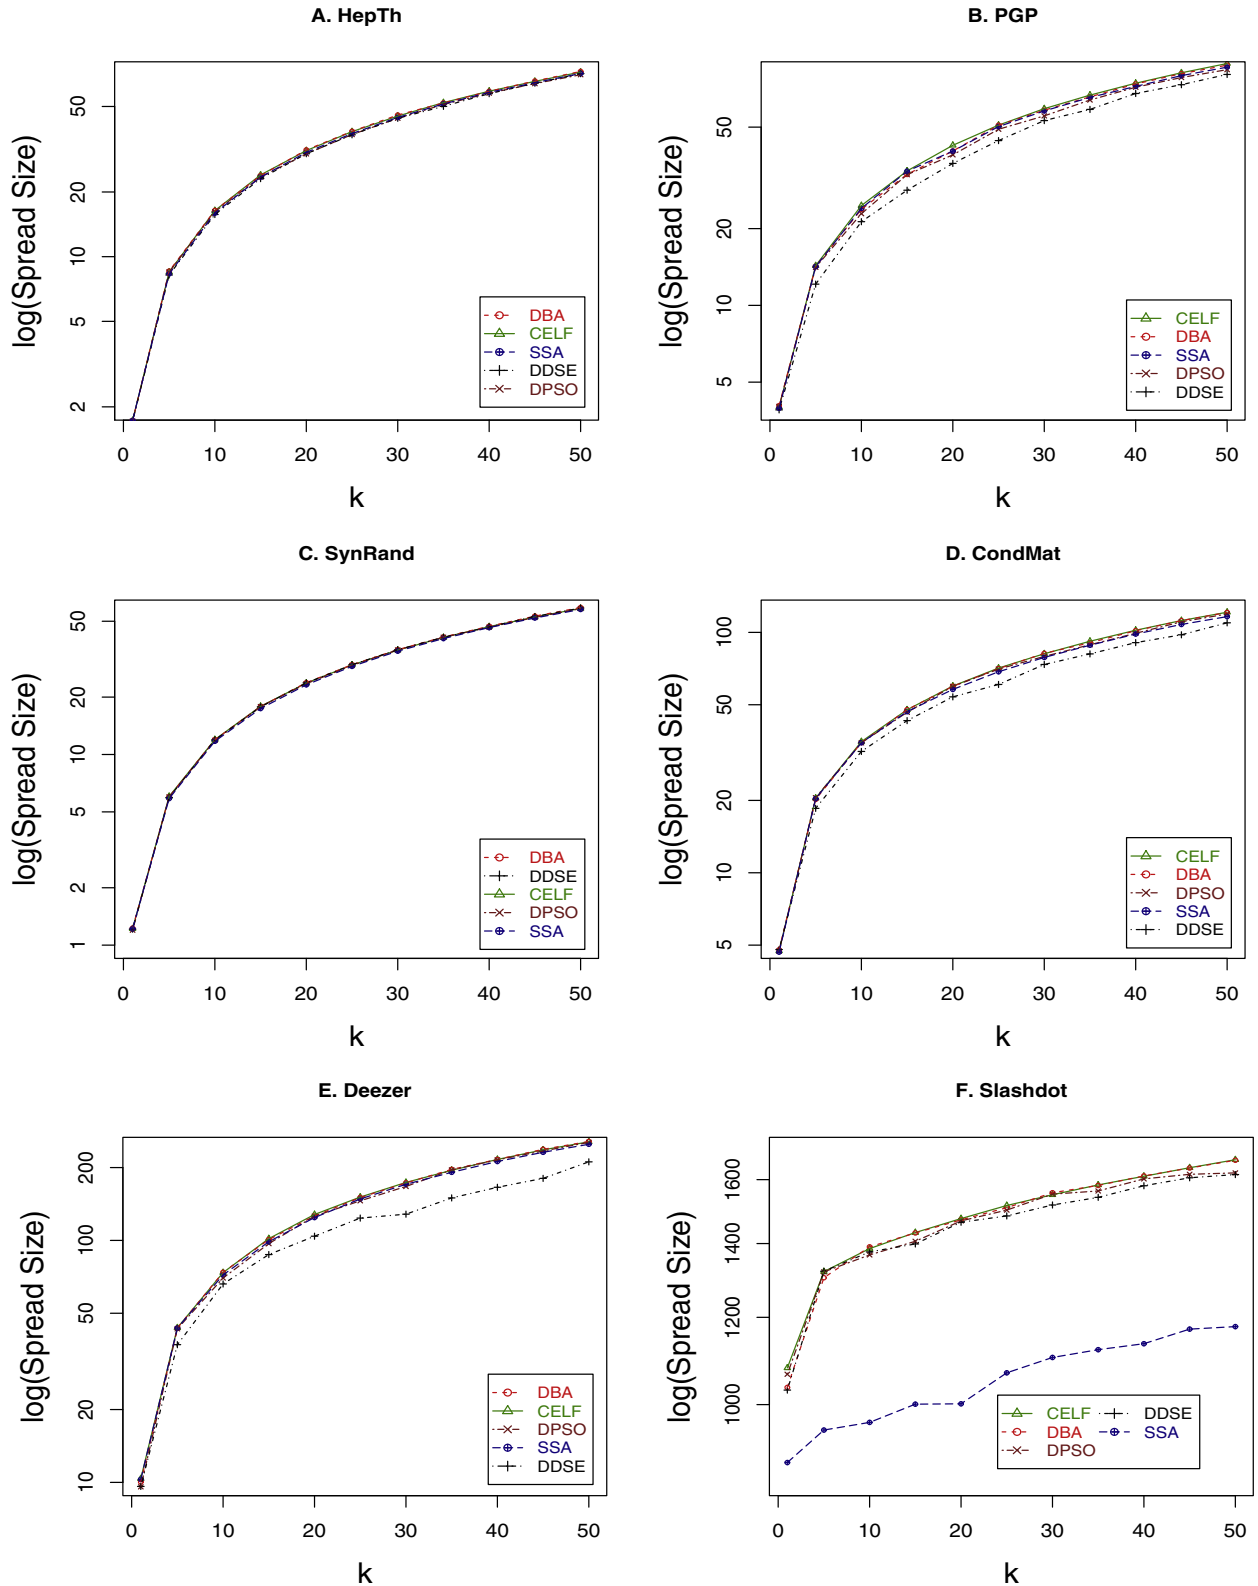 A. HepTh
log(Spread Size)
50
20
10
5
2
DBA
CELF
SSA
DDSE
DPSO
0 10 20 30 40 50
k
B. PGP
log(Spread Size)
50
20
10
5
CELF
DBA
SSA
DPSO
DDSE
0 10 20 30 40 50
k
C. SynRand
log(Spread Size)
50
20
10
5
2
1
DBA
DDSE
CELF
DPSO
SSA
0 10 20 30 40 50
k
D. CondMat
log(Spread Size)
100
50
20
10
5
CELF
DBA
DPSO
SSA
DDSE
0 10 20 30 40 50
k
E. Deezer
log(Spread Size)
200
100
50
20
10
DBA
CELF
DPSO
SSA
DDSE
0 10 20 30 40 50
k
F. Slashdot
log(Spread Size)
1600
1400
1200
1000
CELF DDSE
DBA SSA
DPSO
0 10 20 30 40 50
k